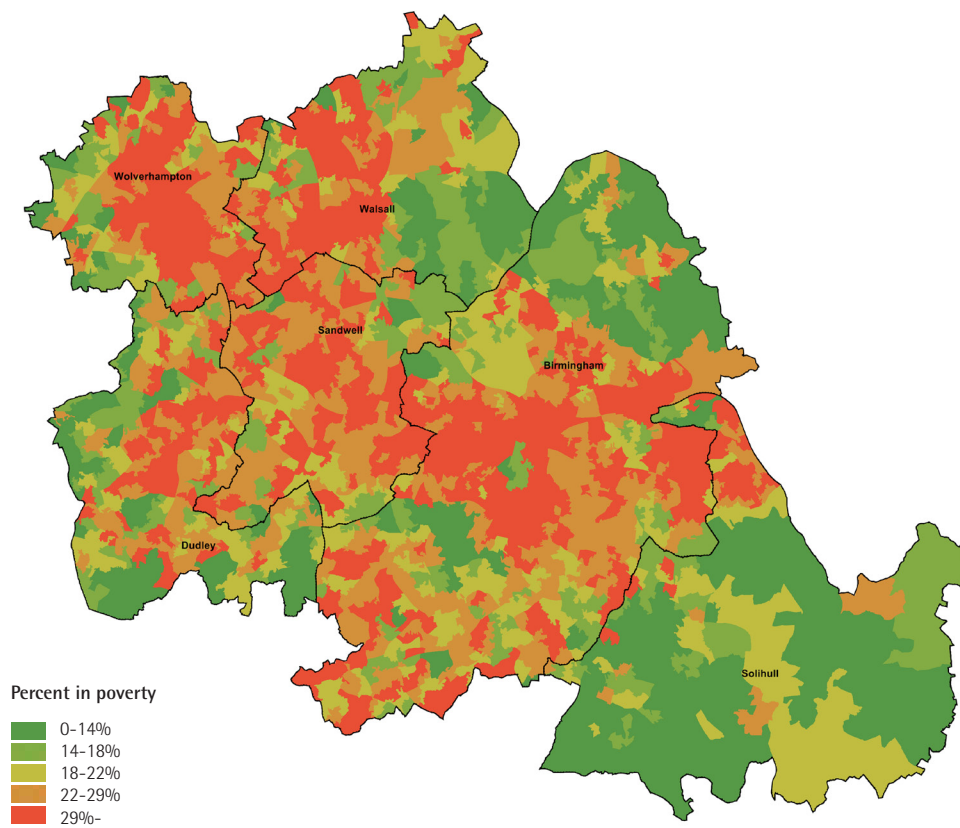 Wolverhampton
Walsall
Sandwell
Birmingham
Dudley
Solihull
Percent in poverty
0-14%
14-18%
18-22%
22-29%
29%-